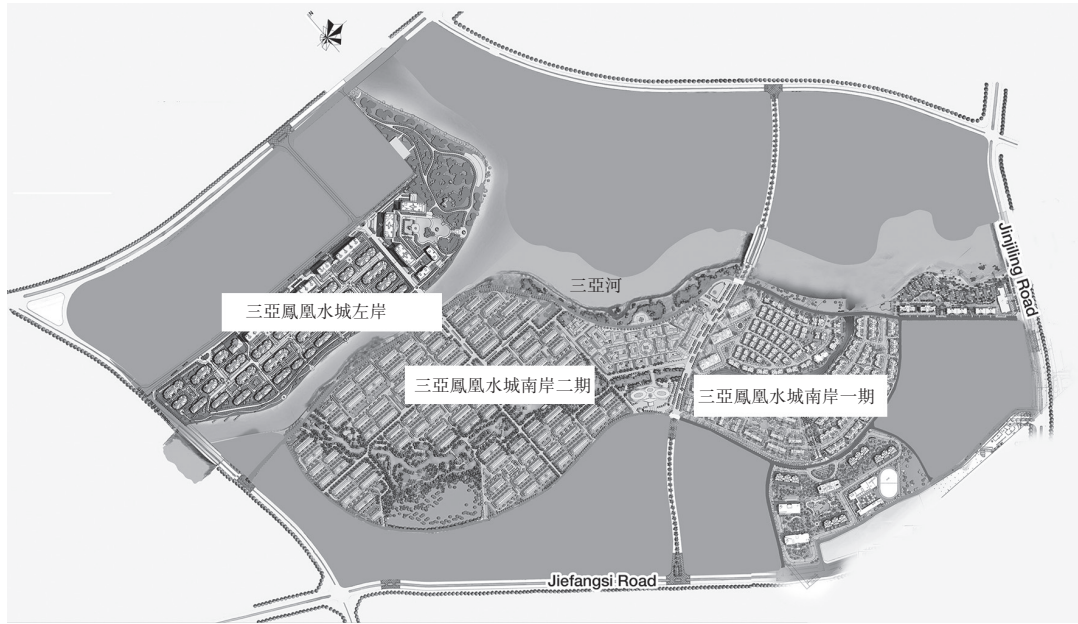 N
三亞河
Jinjiling Road
三亞鳳凰水城左岸
三亞鳳凰水城南岸二期
三亞鳳凰水城南岸一期
Jiefangsi Road